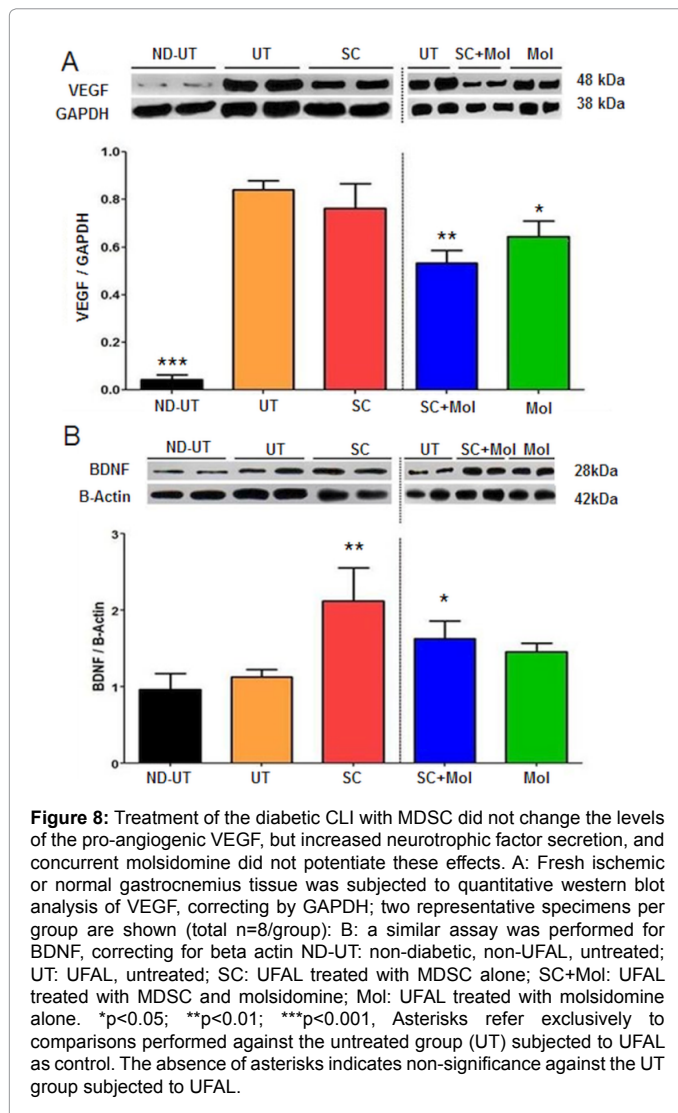 A
ND-UT UT SC UT SC+Mol Mol
VEGF 48 kDa
GAPDH 38 kDa
1.0
0.8
0.6
0.4
0.2
0.0
VEGF / GAPDH
*** ** *
ND-UT UT SC SC+Mol Mol
B
ND-UT UT SC UT SC+Mol Mol
BDNF 28kDa
B-Actin 42kDa
3
2
1
0
BDNF / B-Actin
** *
ND-UT UT SC SC+Mol Mol
Figure 8: Treatment of the diabetic CLI with MDSC did not change the levels
of the pro-angiogenic VEGF, but increased neurotrophic factor secretion, and
concurrent molsidomine did not potentiate these effects. A: Fresh ischemic
or normal gastrocnemius tissue was subjected to quantitative western blot
analysis of VEGF, correcting by GAPDH; two representative specimens per
group are shown (total n=8/group): B: a similar assay was performed for
BDNF, correcting for beta actin ND-UT: non-diabetic, non-UFAL, untreated;
UT: UFAL, untreated; SC: UFAL treated with MDSC alone; SC+Mol: UFAL
treated with MDSC and molsidomine; Mol: UFAL treated with molsidomine
alone. *p<0.05; **p<0.01; ***p<0.001, Asterisks refer exclusively to
comparisons performed against the untreated group (UT) subjected to UFAL
as control. The absence of asterisks indicates non-significance against the UT
group subjected to UFAL.